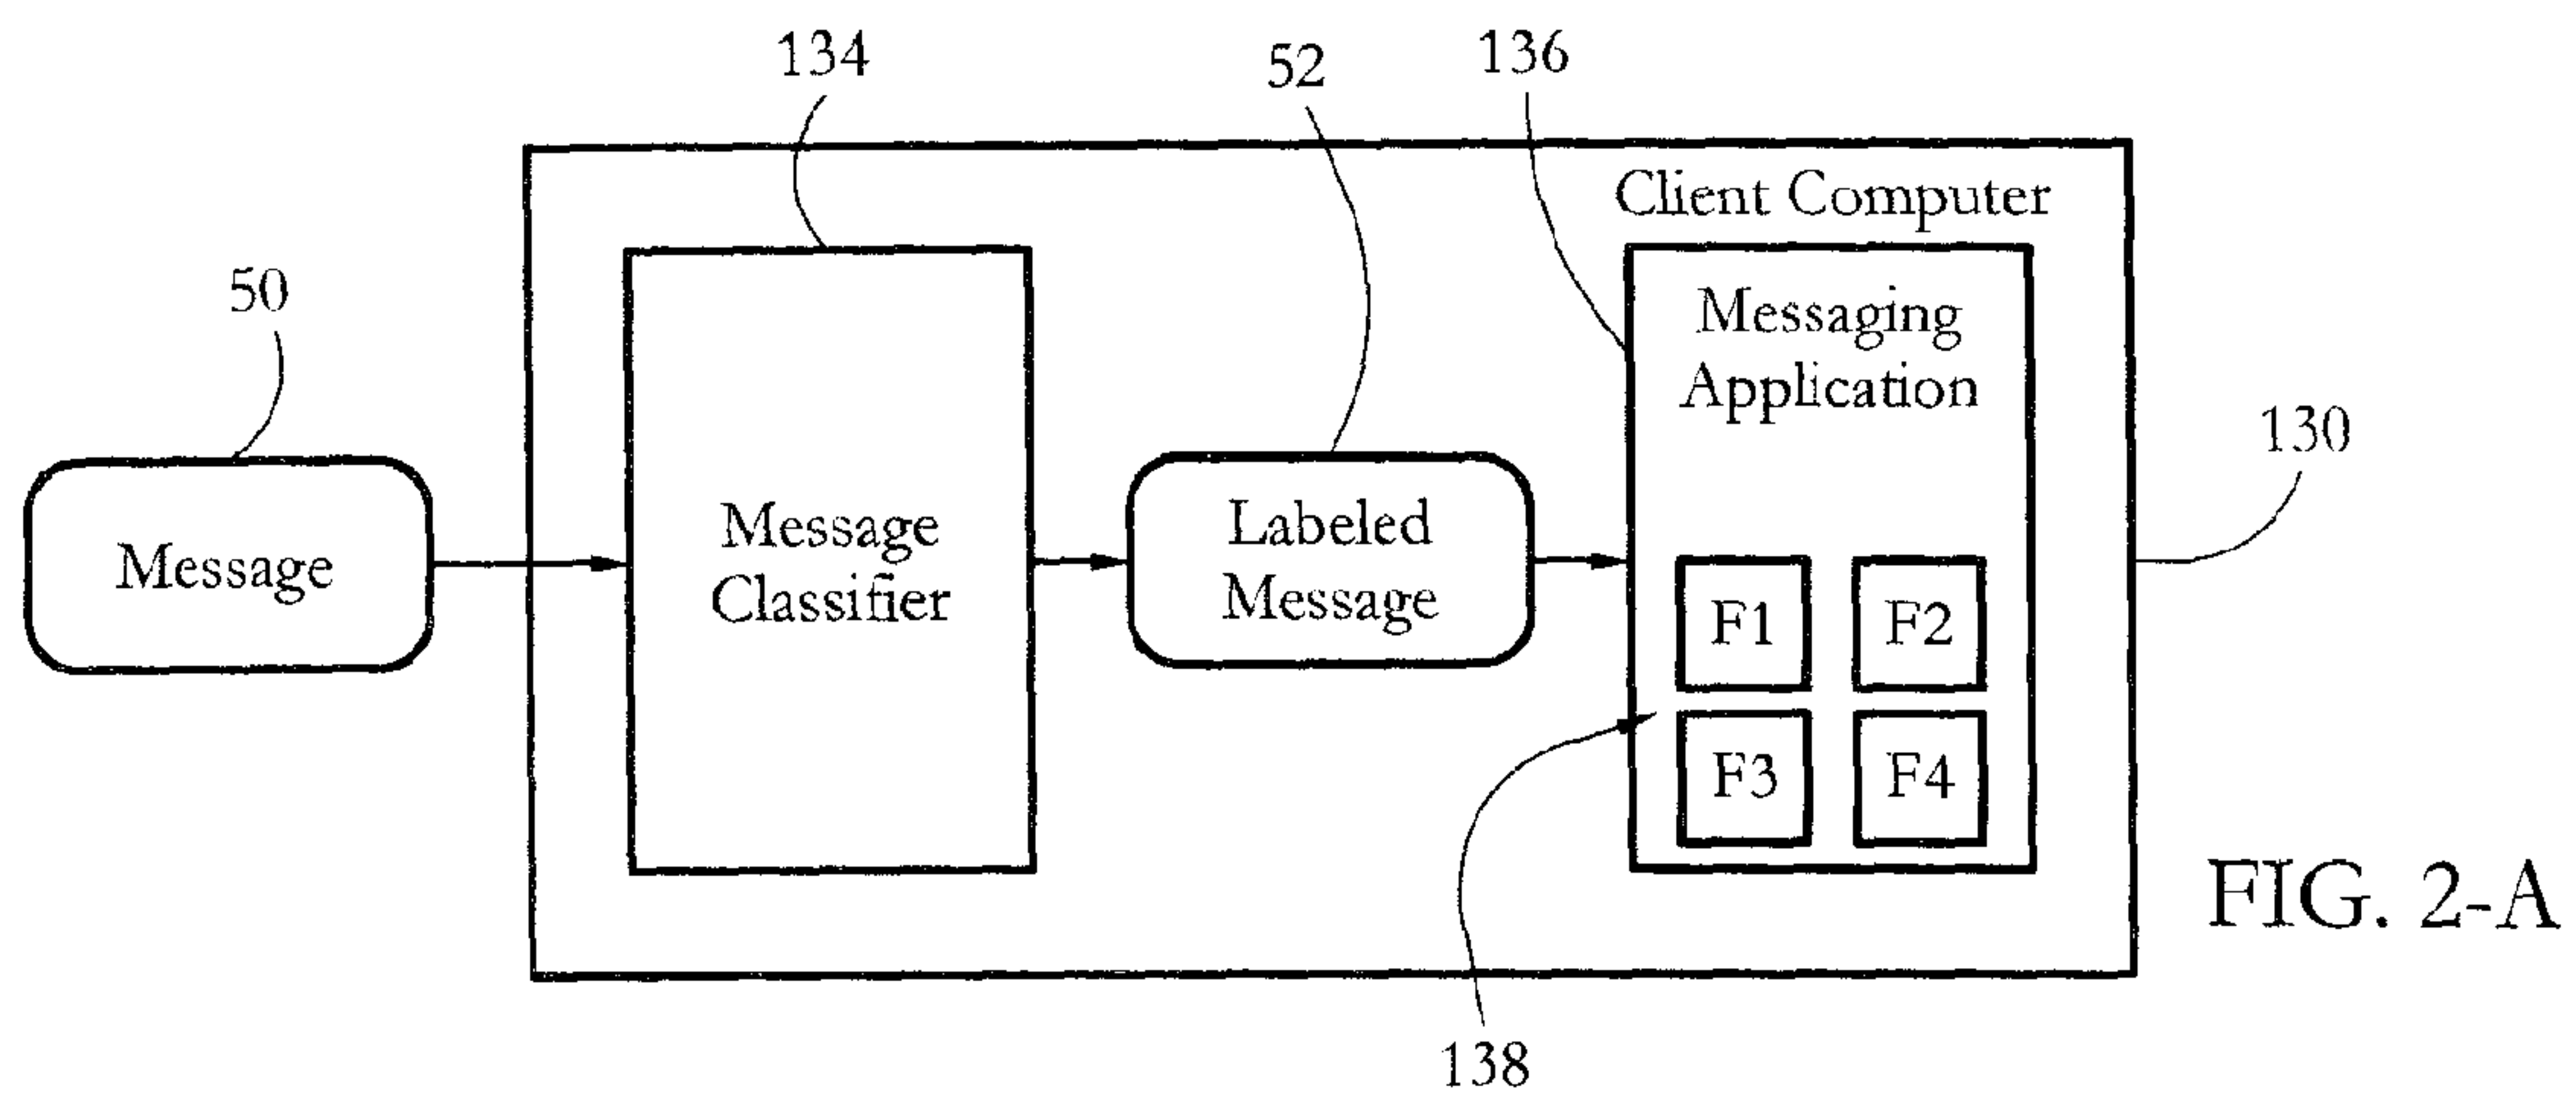 134
52
136
Client Computer
50
Messaging
Application
130
Message
Message
Classifier
Labeled
Message
F1
F2
F3
F4
FIG. 2-A
138